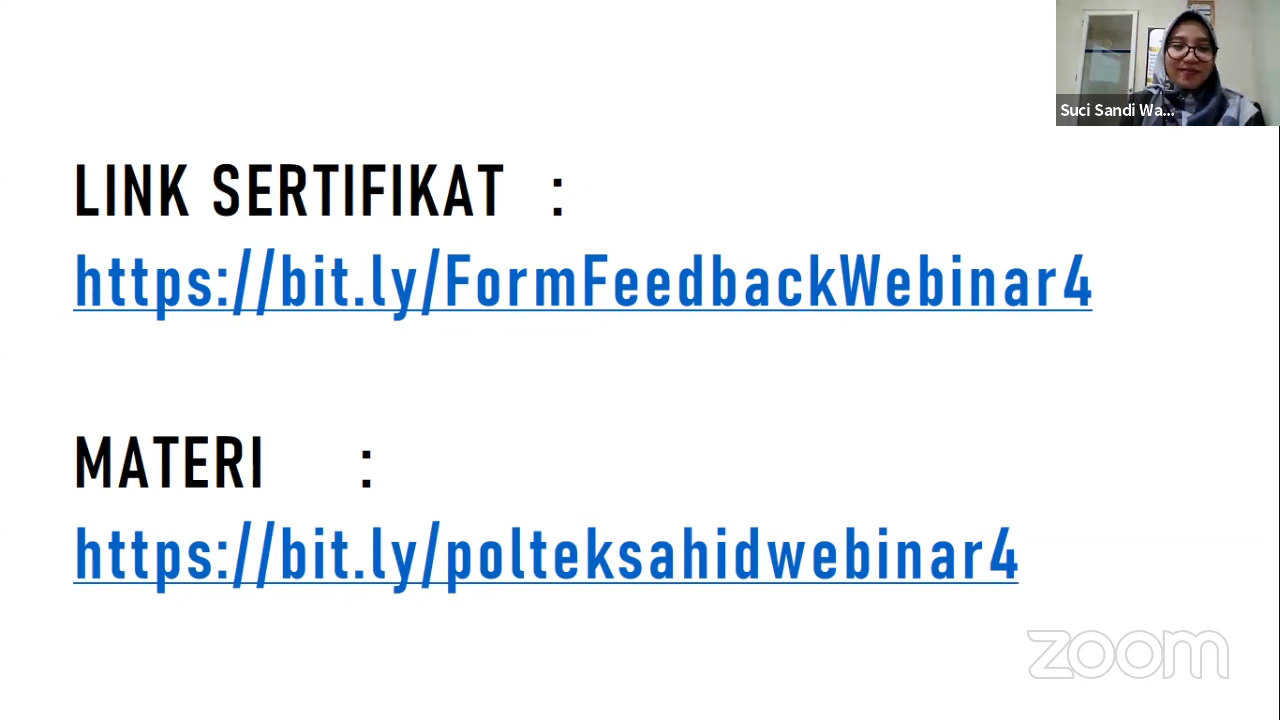 Suci Sandi Wa...
LINK SERTIFIKAT :
https://bit.ly/FormFeedbackWebinar4
MATERI :
https://bit.ly/polteksahidwebinar4
zoom